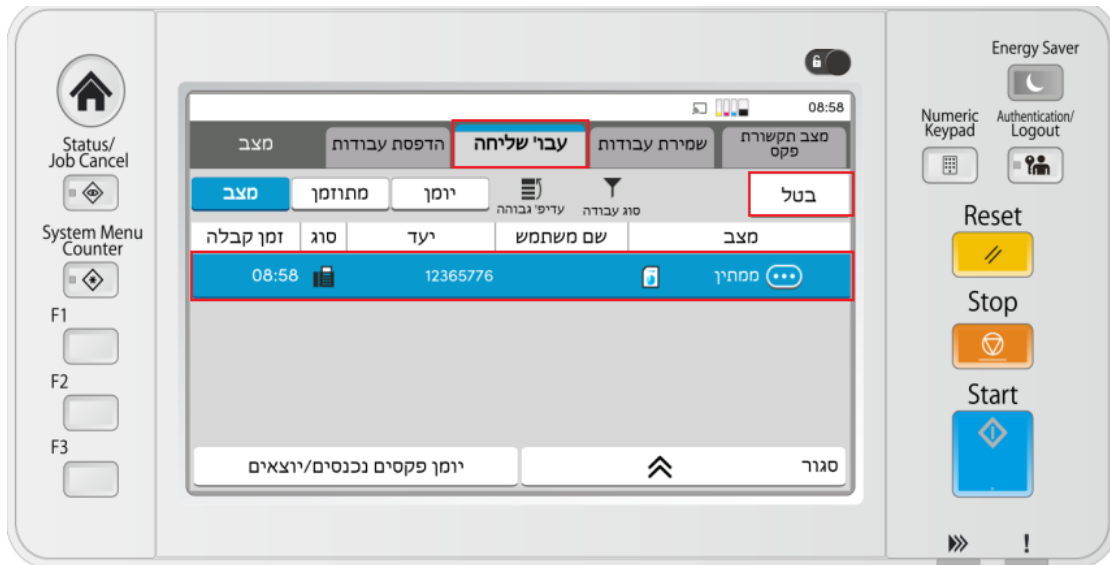 Energy Saver
08:58
Status/
Job Cancel
System Menu
Counter
F1
F2
F3
מצב
הדפסת עבודות
עבו' שליחה
שמירת עבודות
מצב תקשורת
פקס
מצב
מתוזמן
יומן
עדיפ' גבוהה
סוג עבודה
בטל
זמן קבלה
סוג
יעד
שם משתמש
מצב
08:58
12365776
ממתין
יומן פקסים נכנסים/יוצאים
סגור
Numeric
Keypad
Authentication/
Logout
Reset
Stop
Start
!